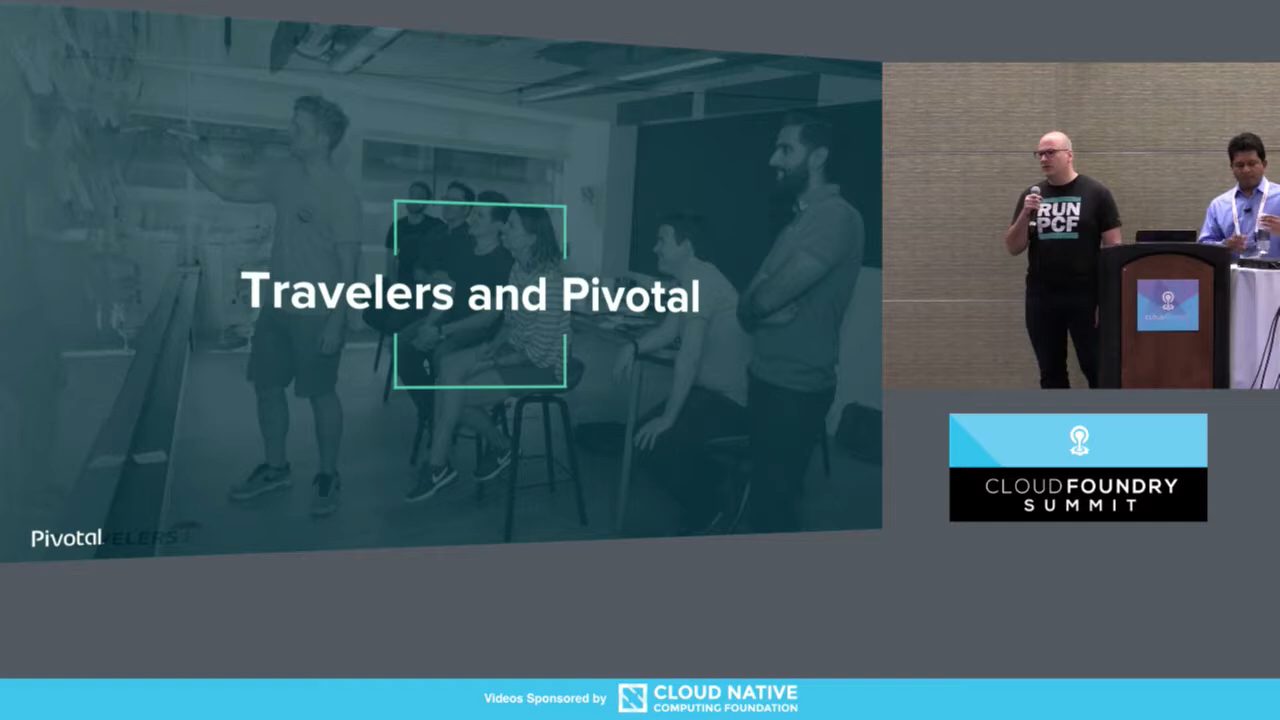 Travelers and Pivotal
Pivotal
RUN
PCF
CLOUD FOUNDRY
SUMMIT
Videos Sponsored by
CLOUD NATIVE
COMPUTING FOUNDATION